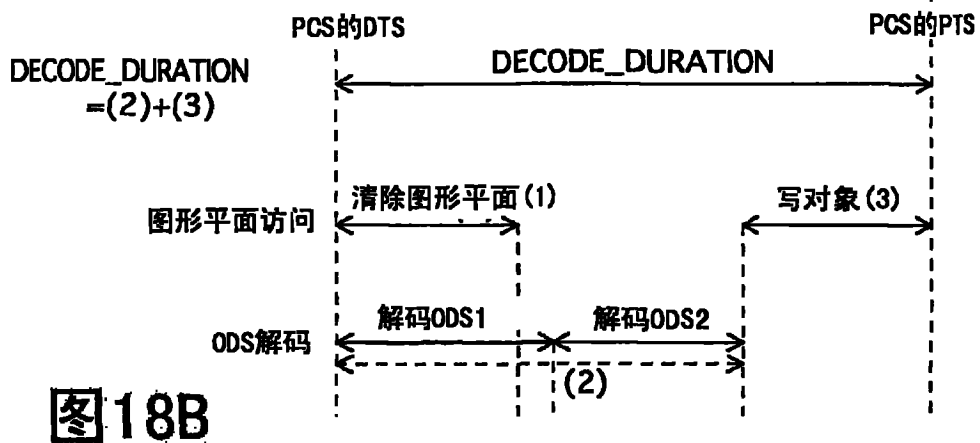 PCS的DTS
PCS的PTS
DECODE_DURATION
=(2)+(3)
DECODE_DURATION
图形平面访问
清除图形平面(1)
写对象(3)
ODS解码
解码ODS1
解码ODS2
(2)
图18B